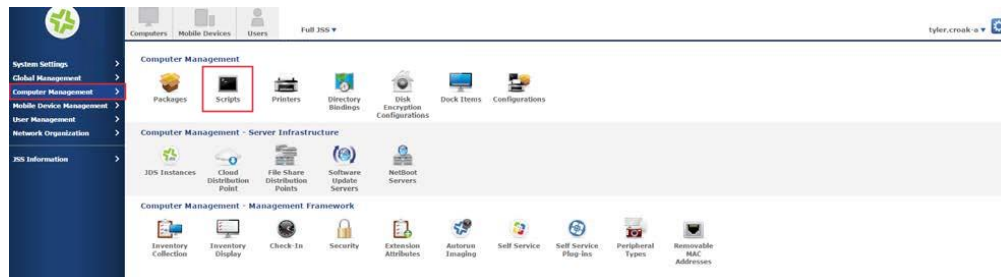 Computers Mobile Devices Users Full JSS tyler.croak-a
System Settings
Global Management
Computer Management
Mobile Device Management
User Management
Network Organization
JSS Information
Computer Management
Packages Scripts Printers Directory Bindings Disk Encryption Configurations Dock Items Configurations
Computer Management - Server Infrastructure
JDS Instances Cloud Distribution Point File Share Distribution Points Software Update Servers NetBoot Servers
Computer Management - Management Framework
Inventory Collection Inventory Display Check-In Security Extension Attributes Autorun Imaging Self Service Self Service Plug-ins Peripheral Types Removable MAC Addresses